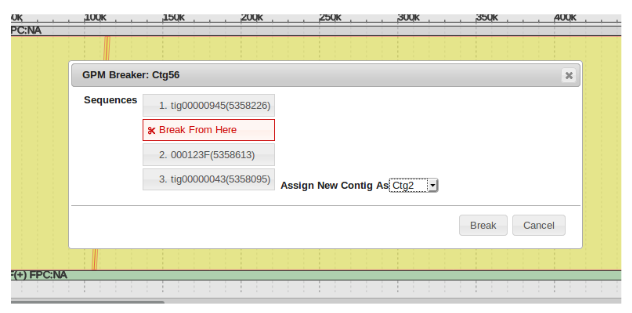 0k 100k 150k 200k 250k 300k 350k 400k
PC:NA
GPM Breaker: Ctg56
Sequences
1. tig00000945(5358226)
Break From Here
2. 000123F(5358613)
3. tig00000043(5358095)
Assign New Contig As Ctg2
Break Cancel
(+) FPC:NA